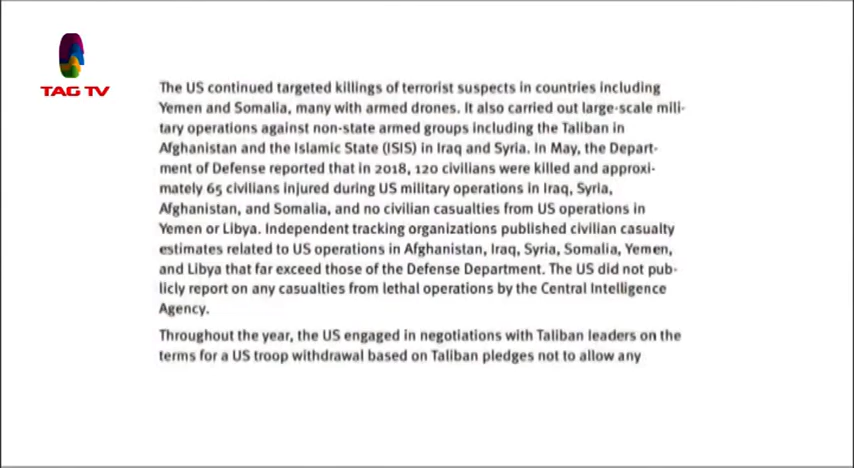 TAG TV
The US continued targeted killings of terrorist suspects in countries including
Yemen and Somalia, many with armed drones. It also carried out large-scale mili-
tary operations against non-state armed groups including the Taliban in
Afghanistan and the Islamic State (ISIS) in Iraq and Syria. In May, the Depart-
ment of Defense reported that in 2018, 120 civilians were killed and approxi-
mately 65 civilians injured during US military operations in Iraq, Syria,
Afghanistan, and Somalia, and no civilian casualties from US operations in
Yemen or Libya. Independent tracking organizations published civilian casualty
estimates related to US operations in Afghanistan, Iraq, Syria, Somalia, Yemen,
and Libya that far exceed those of the Defense Department. The US did not pub-
licly report on any casualties from lethal operations by the Central Intelligence
Agency.
Throughout the year, the US engaged in negotiations with Taliban leaders on the
terms for a US troop withdrawal based on Taliban pledges not to allow any